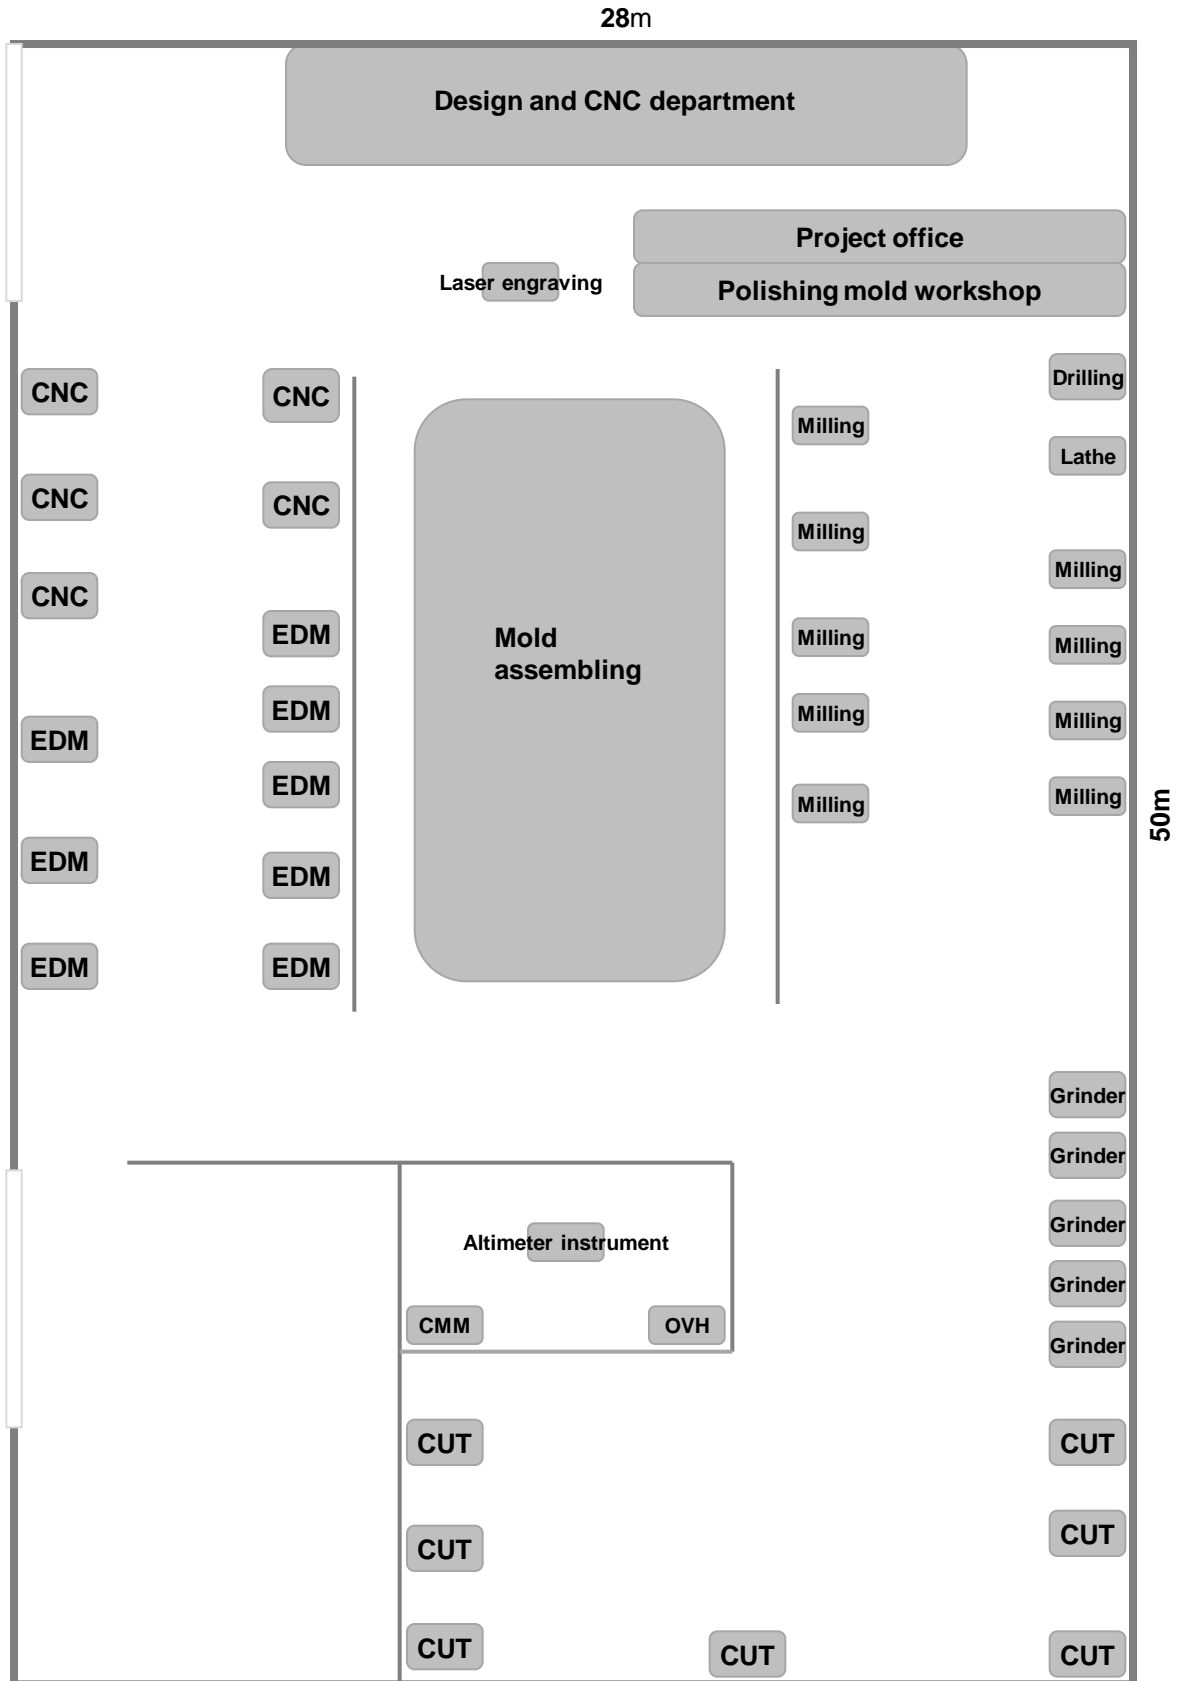 28m
Design and CNC department
Project office
Laser engraving
Polishing mold workshop
Drilling
CNC
CNC
Milling
Lathe
CNC
CNC
Milling
Milling
CNC
EDM
Mold
assembling
Milling
Milling
EDM
Milling
Milling
EDM
EDM
Milling
Milling
50m
EDM
EDM
EDM
EDM
Grinder
Grinder
Grinder
Altimeter instrument
Grinder
CMM
OVH
Grinder
CUT
CUT
CUT
CUT
CUT
CUT
CUT